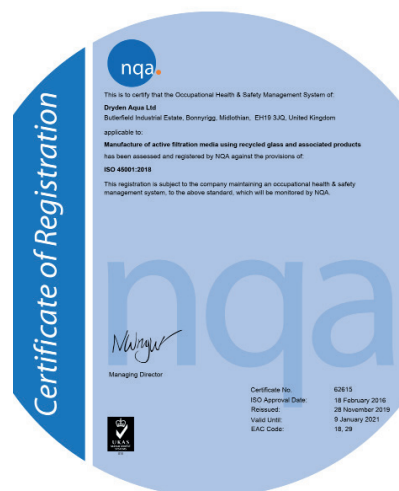 Certificate of Registration
nqa.
This is to certify that the Occupational Health & Safety Management System of:
Dryden Aqua Ltd
Butlerfield Industrial Estate, Bonnyrigg, Midlothian, EH19 3JQ, United Kingdom
applicable to:
Manufacture of active filtration media using recycled glass and associated products
has been assessed and registered by NQA against the provisions of:
ISO 45001:2018
This registration is subject to the company maintaining an occupational health & safety
management system, to the above standard, which will be monitored by NQA.
nqa
Managing Director
Certificate No. 62615
ISO Approval Date: 18 February 2016
Reissued: 28 November 2019
Valid Until: 9 January 2021
EAC Code: 18, 29
UKAS